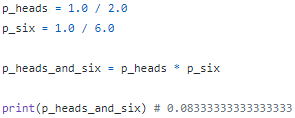 p_heads = 1.0 / 2.0
p_six = 1.0 / 6.0
p_heads_and_six = p_heads * p_six
print(p_heads_and_six) # 0.08333333333333333